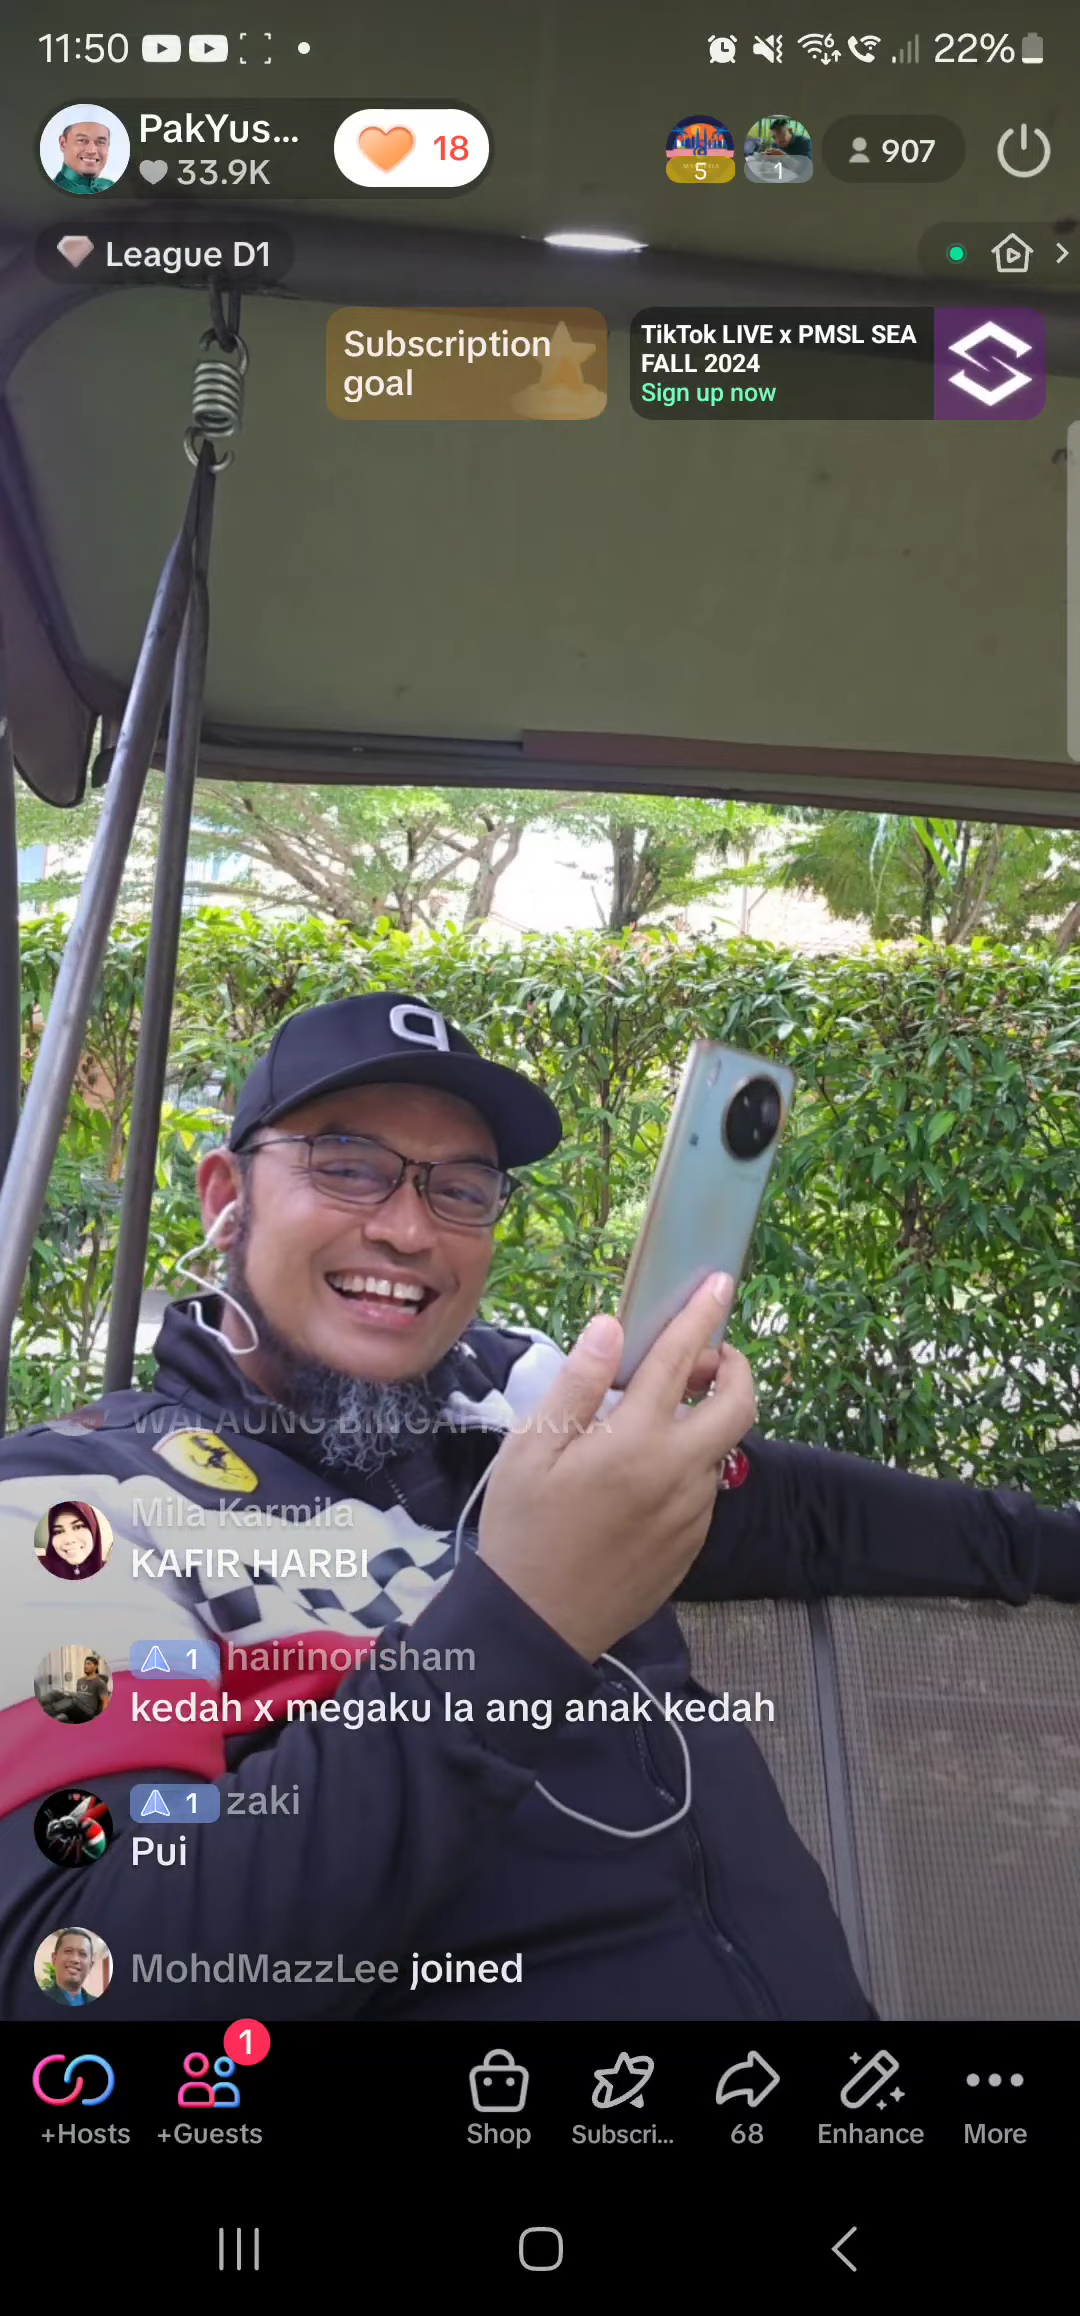 11:50
22%
PakYus...
33.9K
18
5
1
907
League D1
Subscription
goal
TikTok LIVE x PMSL SEA
FALL 2024
Sign up now
Mila Karmila
KAFIR HARBI
1 hairinorisham
kedah x megaku la ang anak kedah
1 zaki
Pui
MohdMazzLee joined
1
+Hosts
+Guests
Shop
Subscri...
68
Enhance
More